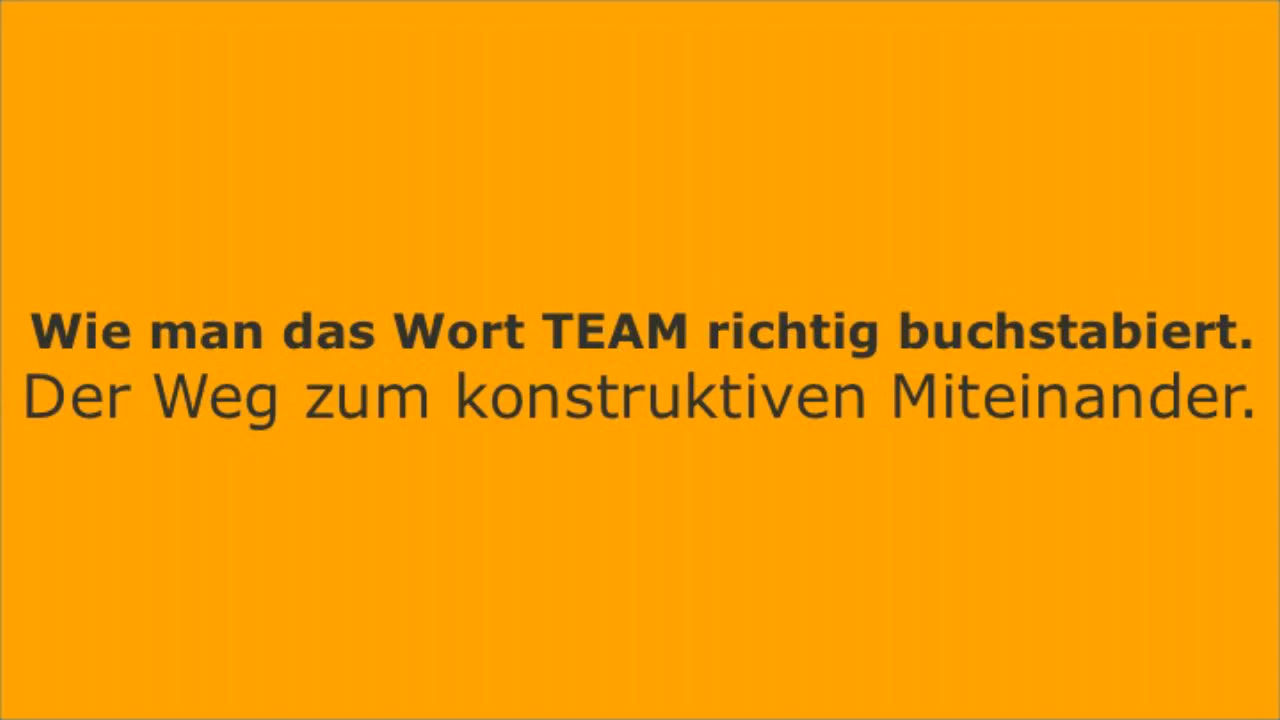 Wie man das Wort TEAM richtig buchstabiert.
Der Weg zum konstruktiven Miteinander.